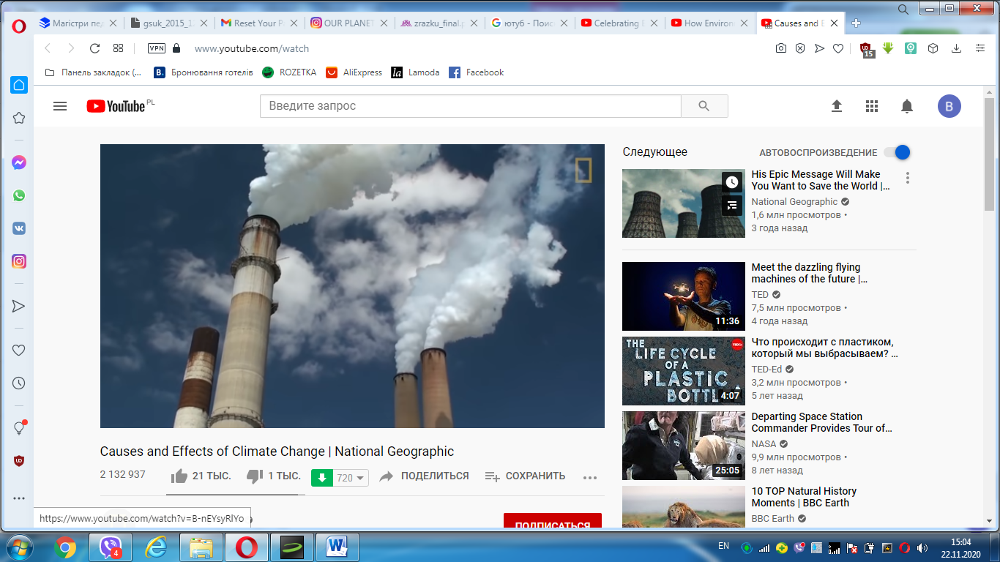 Магістри пе
gsuk_2015_1
Reset Your P
OUR PLANET
zrazku_final.p
ютуб - Поис
Celebrating E
How Environ
Causes and E
VPN
www.youtube.com/watch
15
Панель закладок (...
B.
Бронювання готелів
ROZETKA
AliExpress
la
Lamoda
Facebook
YouTube PL
Введите запрос
B
Следующее
АВТОВОСПРОИЗВЕДЕНИЕ
His Epic Message Will Make
You Want to Save the World |...
National Geographic
1,6 млн просмотров •
3 года назад
Meet the dazzling flying
machines of the future |...
TED
7,5 млн просмотров •
4 года назад
11:36
THE
LIFE CYCLE
OF A
PLASTIC
BOTTL
4:07
Что происходит с пластиком,
который мы выбрасываем? ...
TED-Ed
3,2 млн просмотров •
5 лет назад
Departing Space Station
Commander Provides Tour of...
NASA
9,9 млн просмотров •
8 лет назад
25:05
10 TOP Natural History
Moments | BBC Earth
BBC Earth
Causes and Effects of Climate Change | National Geographic
2 132 937
21 ТЫС.
1 ТЫС.
720
ПОДЕЛИТЬСЯ
СОХРАНИТЬ
ПОДПИСАТЬСЯ
https://www.youtube.com/watch?v=B-nEYsyRlYo
4
EN
15:04
22.11.2020